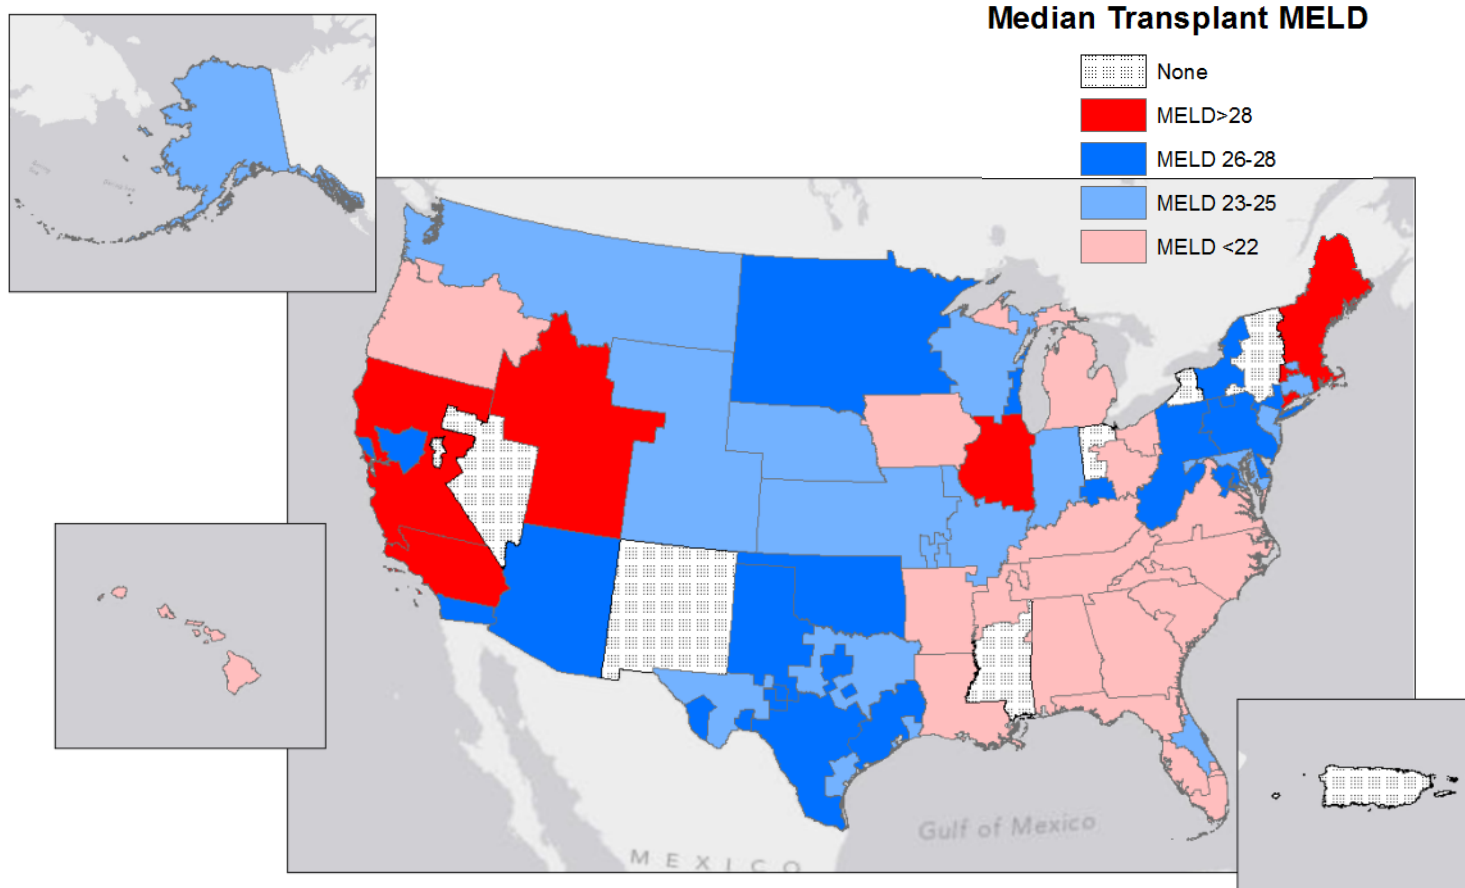 Median Transplant MELD
None
MELD>28
MELD 26-28
MELD 23-25
MELD <22
Gulf of Mexico
MEXICO